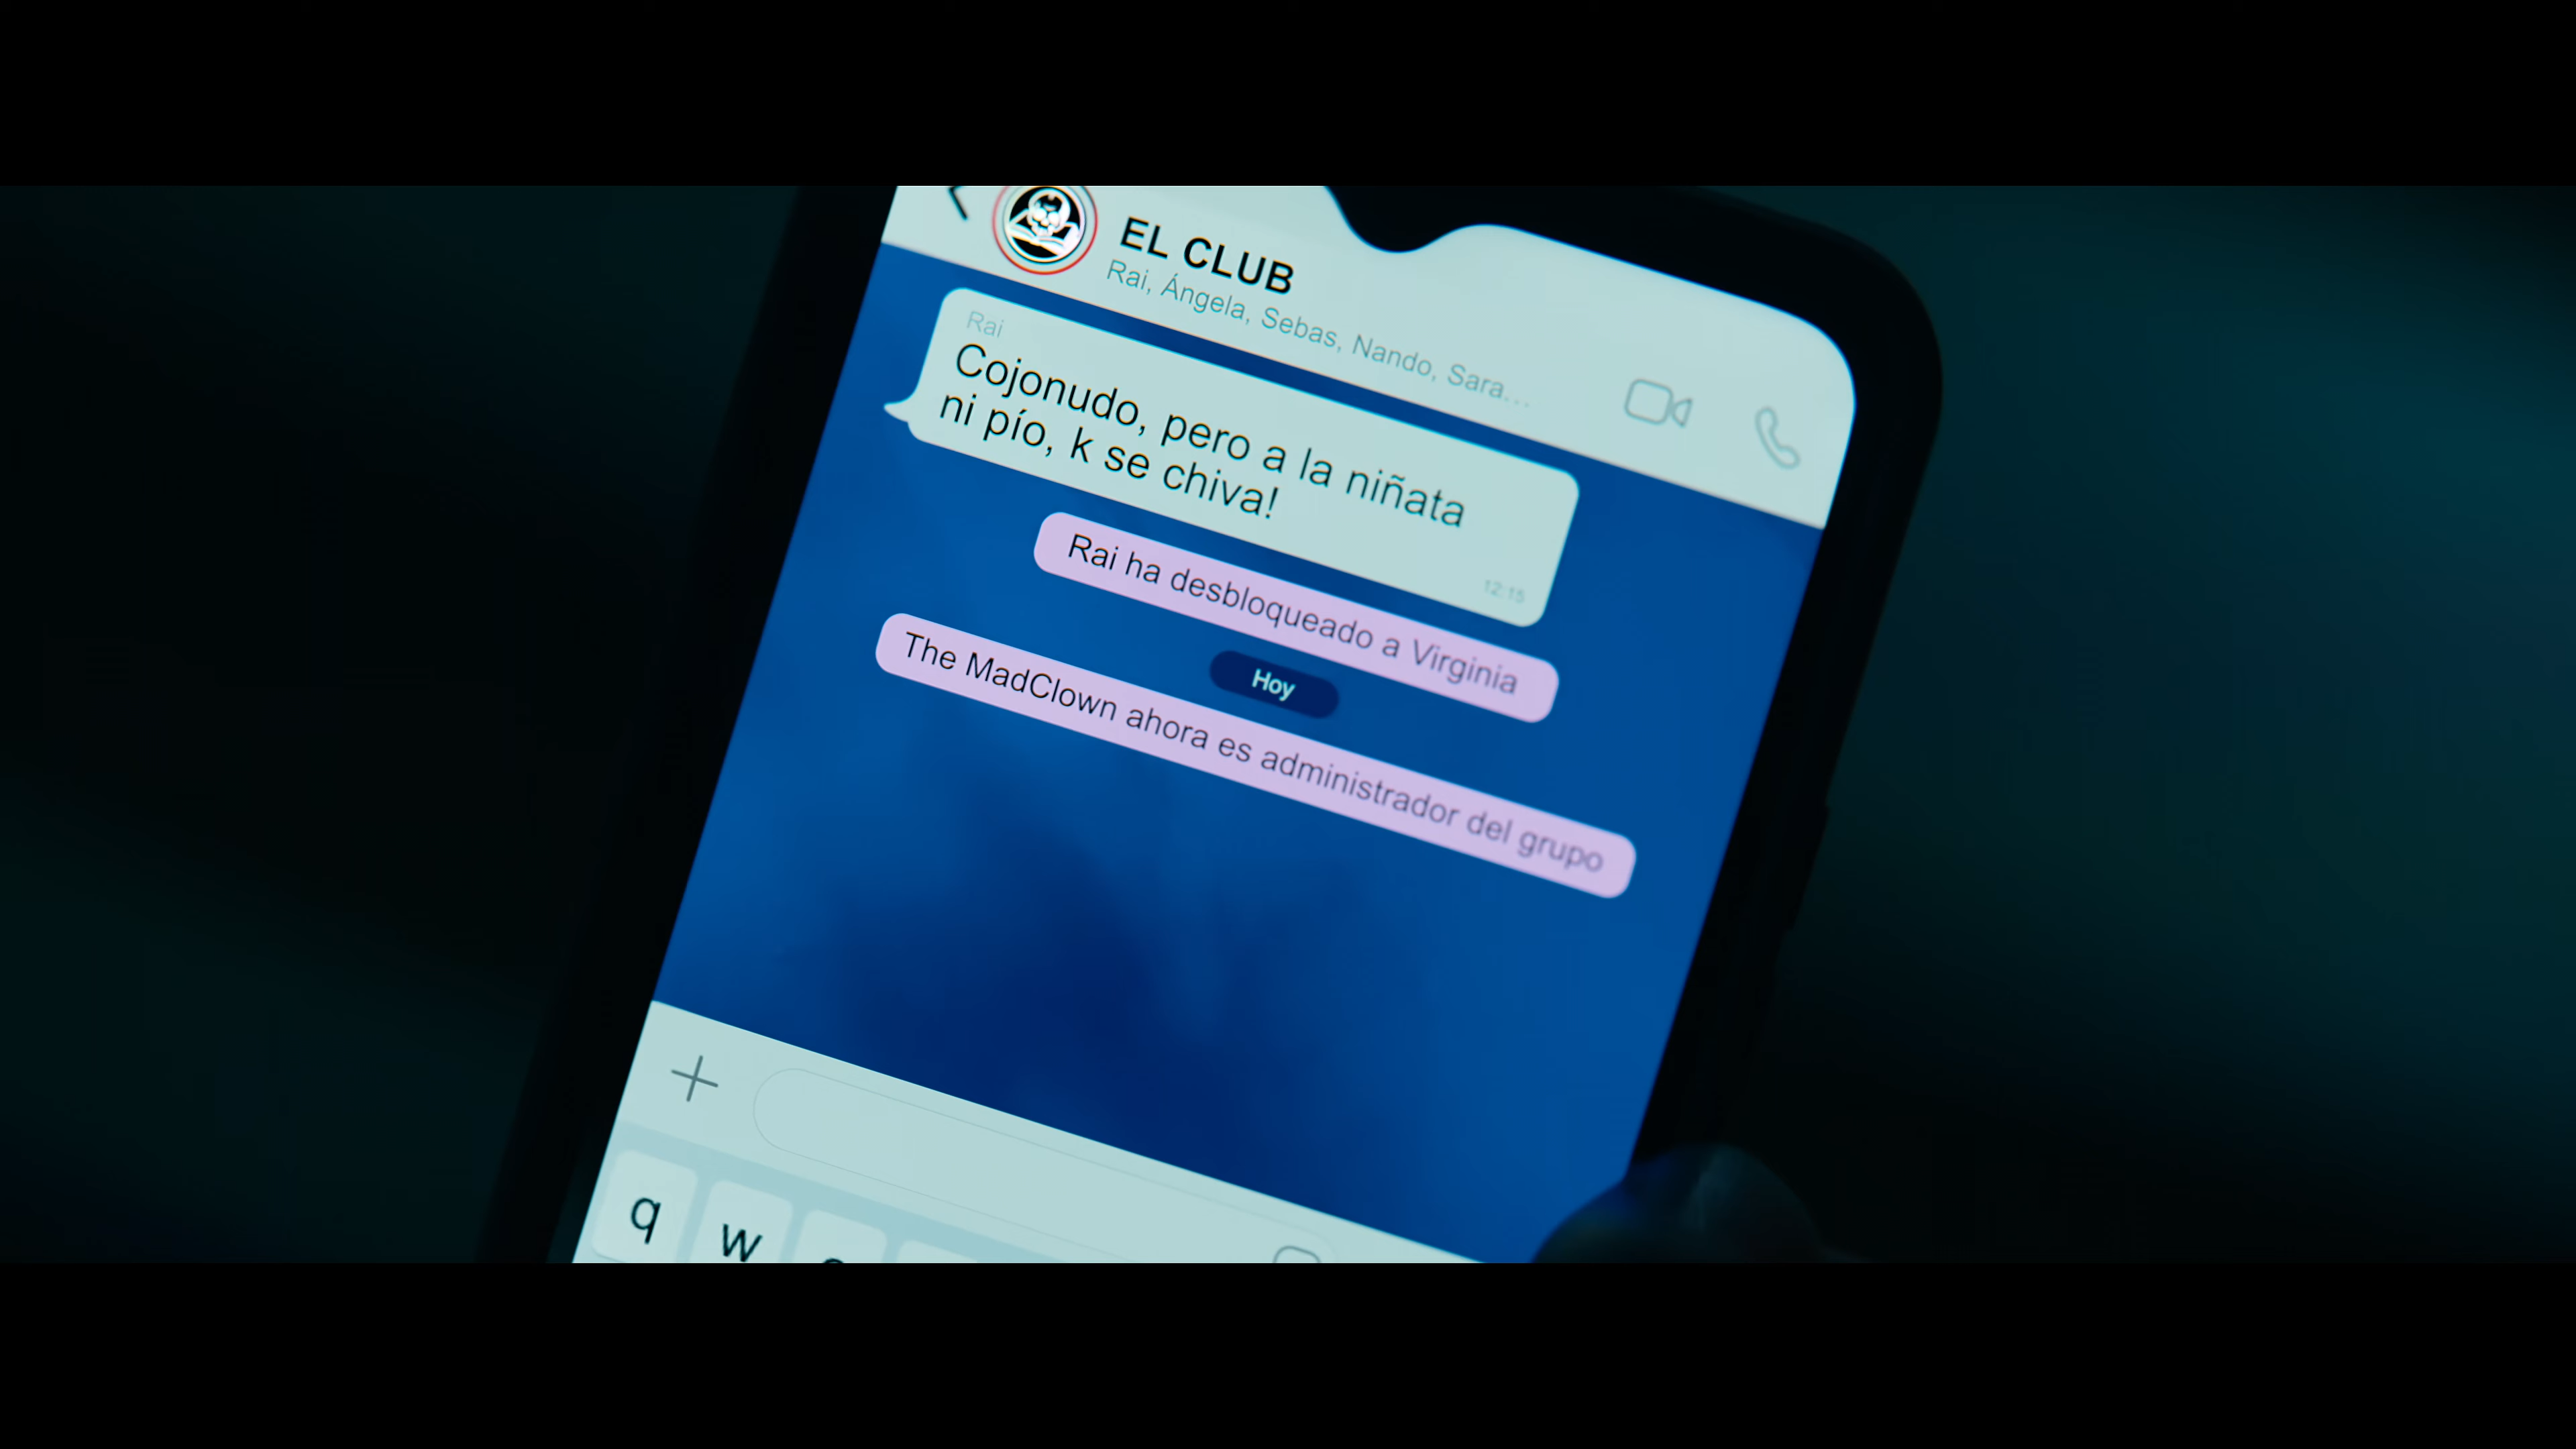 EL CLUB
Rai, Ángela, Sebas, Nando, Sara...
Rai
Cojonudo, pero a la niñata
ni pío, k se chiva!
12:15
Rai ha desbloqueado a Virginia
Hoy
The MadClown ahora es administrador del grupo
q w